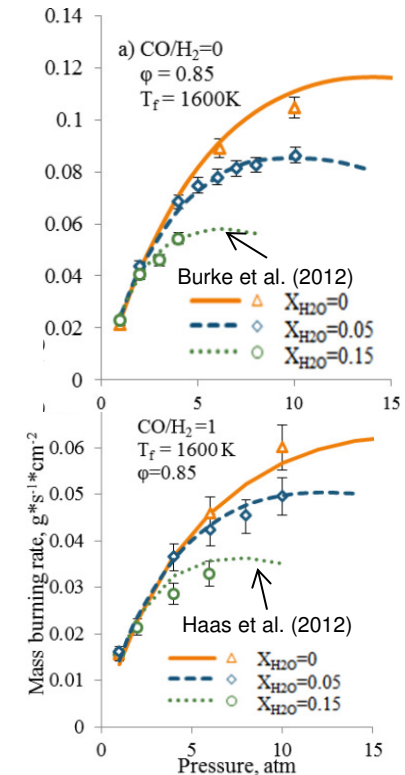 0.14
0.12
0.1
0.08
0.06
0.04
0.02
0
a) CO/H2=0
φ = 0.85
Tf = 1600K
Burke et al. (2012)
XH2O=0
XH2O=0.05
XH2O=0.15
0 5 10 15
Mass burning rate, g*s-1*cm-2
0.06
0.05
0.04
0.03
0.02
0.01
0
CO/H2=1
Tf = 1600 K
φ=0.85
Haas et al. (2012)
XH2O=0
XH2O=0.05
XH2O=0.15
0 5 10 15
Pressure, atm